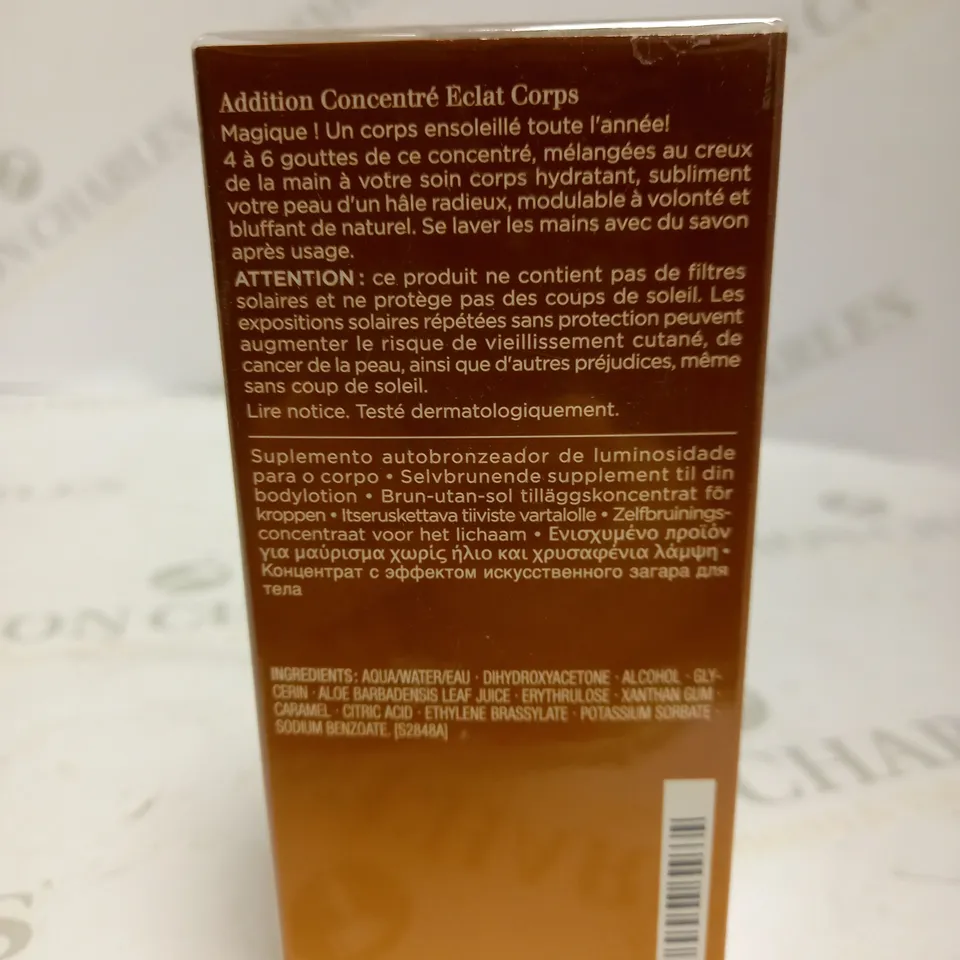 Addition Concentré Eclat Corps
Magique ! Un corps ensoleillé toute l'année!
4 à 6 gouttes de ce concentré, mélangées au creux
de la main à votre soin corps hydratant, subliment
votre peau d'un hâle radieux, modulable à volonté et
bluffant de naturel. Se laver les mains avec du savon
après usage.
ATTENTION : ce produit ne contient pas de filtres
solaires et ne protège pas des coups de soleil. Les
expositions solaires répétées sans protection peuvent
augmenter le risque de vieillissement cutané, de
cancer de la peau, ainsi que d'autres préjudices, même
sans coup de soleil.
Lire notice. Testé dermatologiquement.
Suplemento autobronzeador de luminosidade
para o corpo • Selvbrunende supplement til din
bodylotion • Brun-utan-sol tilläggskoncentrat för
kroppen • Itseruskettava tiiviste vartalolle • Zelfbruinings-
concentraat voor het lichaam • Ενισχυμένο προϊόν
για μαύρισμα χωρίς ήλιο και χρυσαφένια λάμψη •
Концентрат с эффектом искусственного загара для
тела
INGREDIENTS: AQUA/WATER/EAU · DIHYDROXYACETONE · ALCOHOL · GLY-
CERIN · ALOE BARBADENSIS LEAF JUICE · ERYTHRULOSE · XANTHAN GUM ·
CARAMEL · CITRIC ACID · ETHYLENE BRASSYLATE · POTASSIUM SORBATE ·
SODIUM BENZOATE. [S2848A]